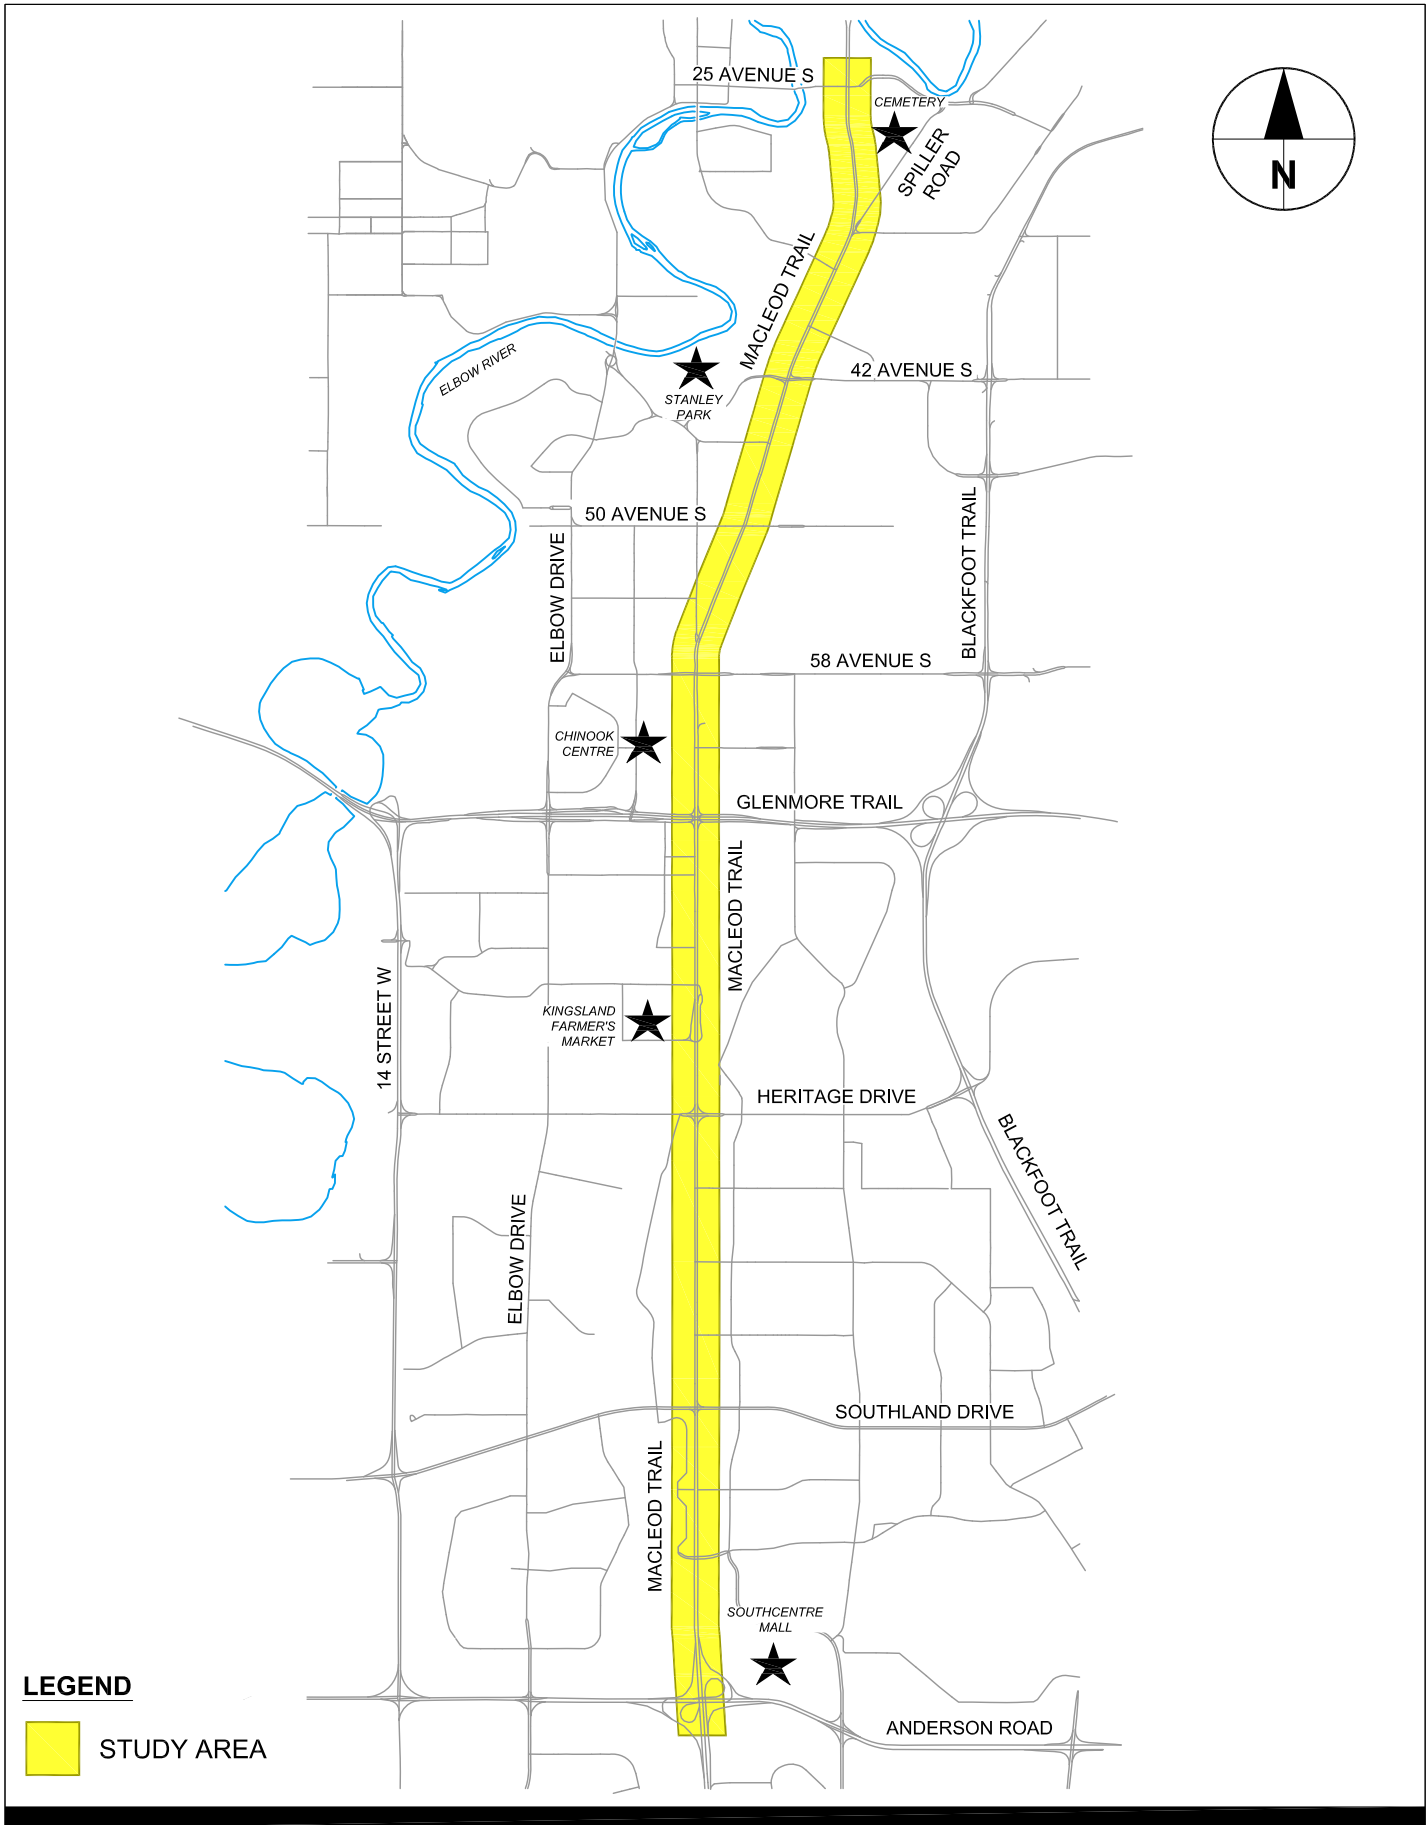 25 AVENUE S
CEMETERY
SPILLER
ROAD
N
MACLEOD TRAIL
ELBOW RIVER
42 AVENUE S
STANLEY
PARK
50 AVENUE S
BLACKFOOT TRAIL
ELBOW DRIVE
58 AVENUE S
CHINOOK
CENTRE
GLENMORE TRAIL
MACLEOD TRAIL
14 STREET W
KINGSLAND
FARMER'S
MARKET
HERITAGE DRIVE
BLACKFOOT TRAIL
ELBOW DRIVE
SOUTHLAND DRIVE
MACLEOD TRAIL
SOUTHCENTRE
MALL
LEGEND
ANDERSON ROAD
STUDY AREA